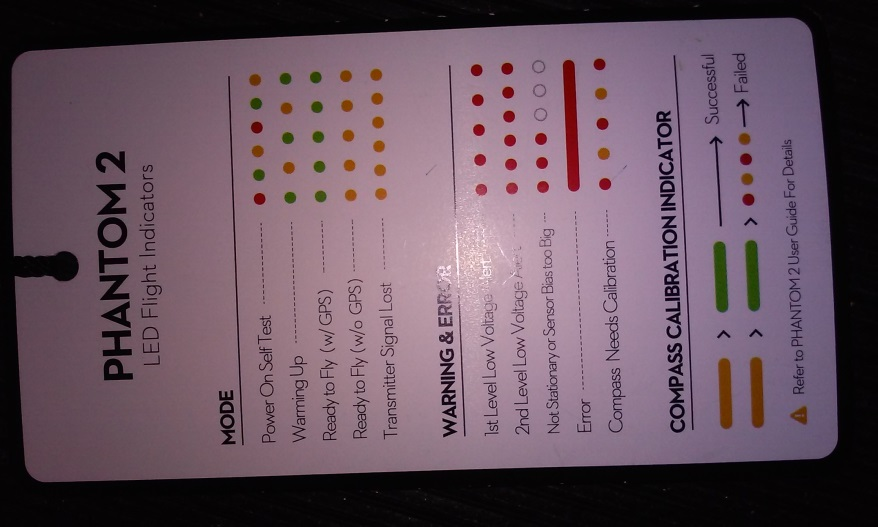 PHANTOM 2
LED Flight Indicators
MODE
Power On Self Test
Warming Up
Ready to Fly (w/ GPS)
Ready to Fly (w/o GPS)
Transmitter Signal Lost
WARNING & ERROR
1st Level Low Voltage Alert
2nd Level Low Voltage Alert
Not Stationary or Sensor Bias too Big
Error
Compass Needs Calibration
COMPASS CALIBRATION INDICATOR
Successful
Failed
Refer to PHANTOM 2 User Guide For Details